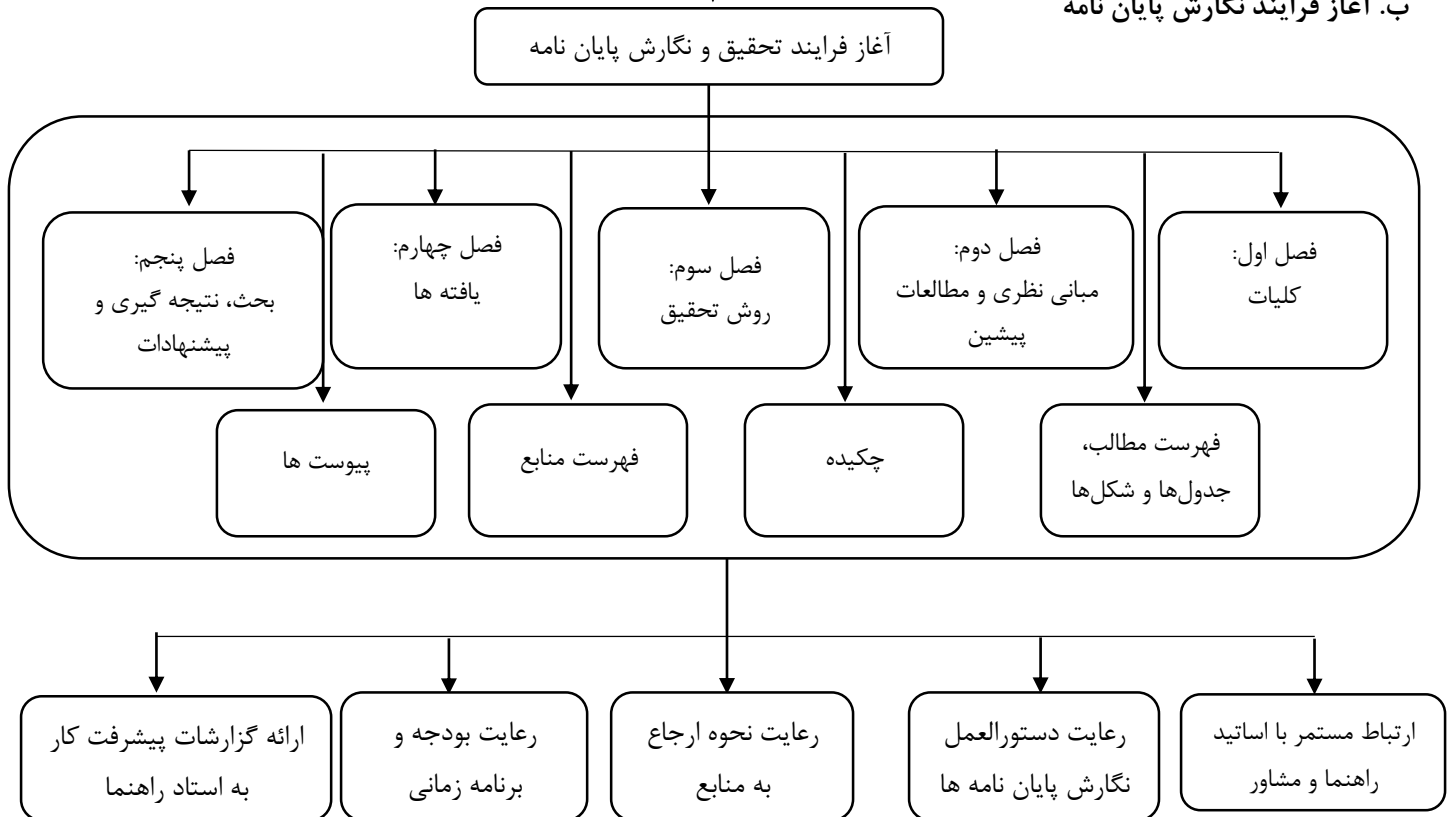 ب. آغاز فرایند نگارش پایان نامه
آغاز فرایند تحقیق و نگارش پایان نامه
فصل اول:
کلیات
فصل دوم:
مبانی نظری و مطالعات
پیشین
فصل سوم:
روش تحقیق
فصل چهارم:
یافته ها
فصل پنجم:
بحث، نتیجه گیری و
پیشنهادات
فهرست مطالب،
جدول‌ها و شکل‌ها
چکیده
فهرست منابع
پیوست ها
ارتباط مستمر با اساتید
راهنما و مشاور
رعایت دستورالعمل
نگارش پایان نامه ها
رعایت نحوه ارجاع
به منابع
رعایت بودجه و
برنامه زمانی
ارائه گزارشات پیشرفت کار
به استاد راهنما